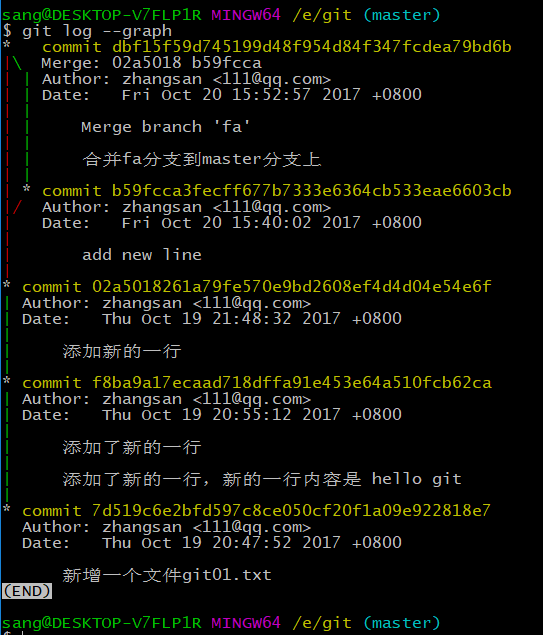 sang@DESKTOP-V7FLP1R MINGW64 /e/git (master)
$ git log --graph
*   commit dbf15f59d745199d48f954d84f347fcdea79bd6b
|\  Merge: 02a5018 b59fcca
| | Author: zhangsan <111@qq.com>
| | Date:   Fri Oct 20 15:52:57 2017 +0800
| |
| |     Merge branch 'fa'
| |
| |     合并fa分支到master分支上
| |
| * commit b59fcca3fecff677b7333e6364cb533eae6603cb
|/  Author: zhangsan <111@qq.com>
|   Date:   Fri Oct 20 15:40:02 2017 +0800
|
|       add new line
|
* commit 02a5018261a79fe570e9bd2608ef4d4d04e54e6f
| Author: zhangsan <111@qq.com>
| Date:   Thu Oct 19 21:48:32 2017 +0800
|
|     添加新的一行
|
* commit f8ba9a17ecaad718dffa91e453e64a510fcb62ca
| Author: zhangsan <111@qq.com>
| Date:   Thu Oct 19 20:55:12 2017 +0800
|
|     添加了新的一行
|
|     添加了新的一行，新的一行内容是 hello git
|
* commit 7d519c6e2bfd597c8ce050cf20f1a09e922818e7
  Author: zhangsan <111@qq.com>
  Date:   Thu Oct 19 20:47:52 2017 +0800

      新增一个文件git01.txt
(END)

sang@DESKTOP-V7FLP1R MINGW64 /e/git (master)
$